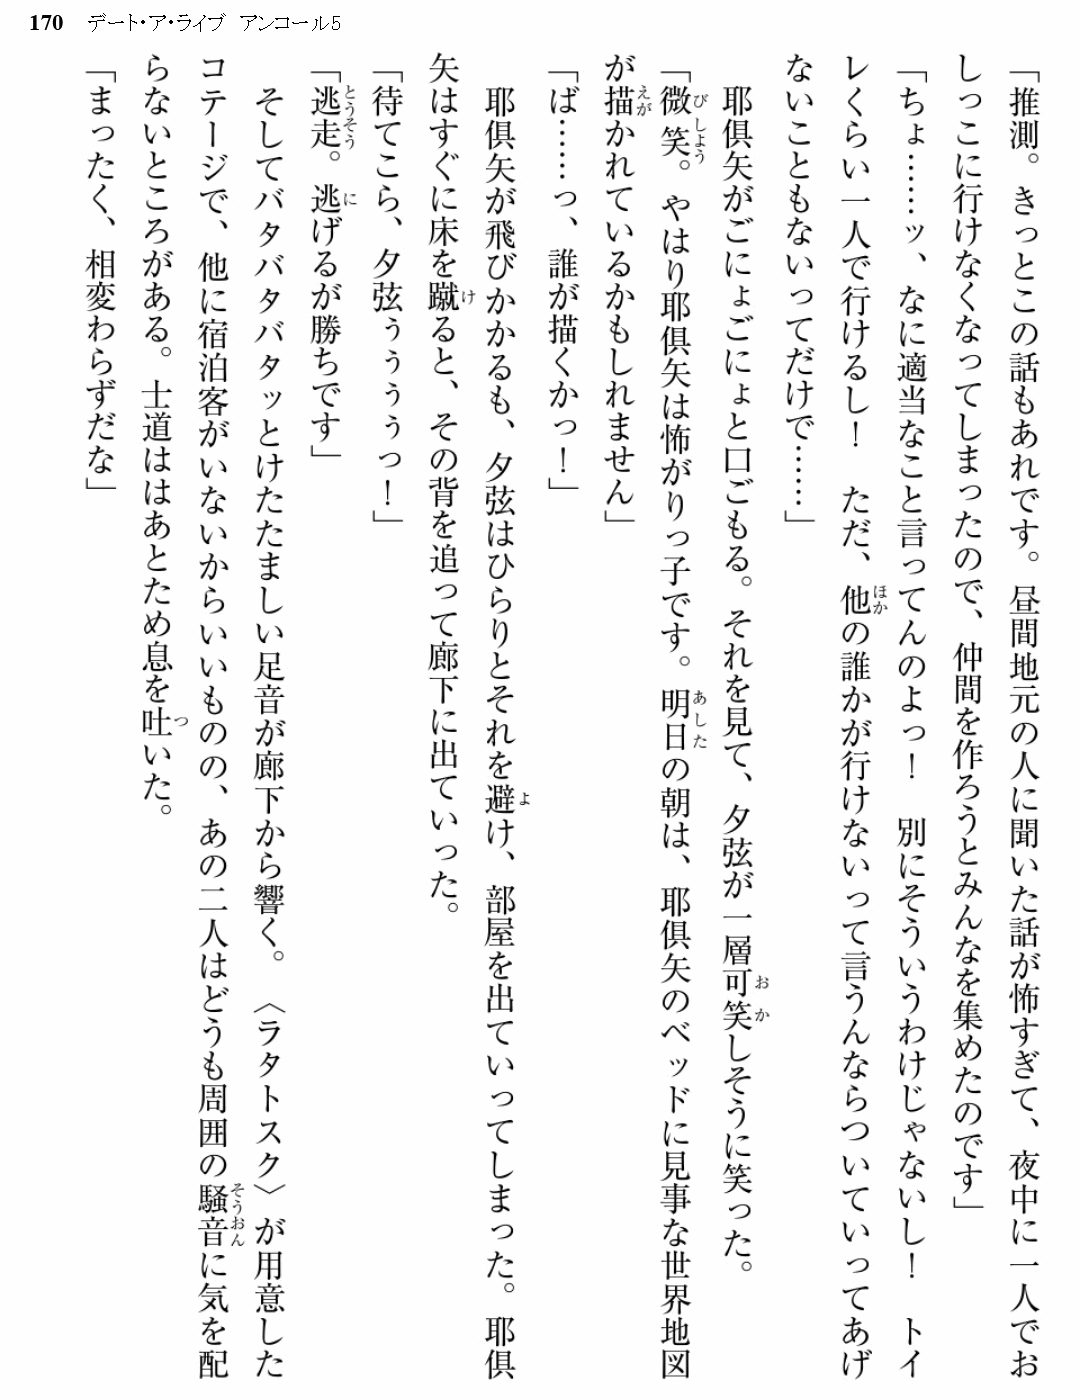 170 デート・ア・ライブ アンコール5
「推測。きっとこの話もあれです。昼間地元の人に聞いた話が怖すぎて、夜中に一人でお
しっこに行けなくなってしまったので、仲間を作ろうとみんなを集めたのです」
「ちょ……ッ、なに適当なこと言ってんのよっ！　別にそういうわけじゃないし！　トイ
レくらい一人で行けるし！　ただ、他の誰かが行けないって言うんならついていってあげ
ないこともないってだけで……」
　耶倶矢がごにょごにょと口ごもる。それを見て、夕弦が一層可笑しそうに笑った。
「微笑。やはり耶倶矢は怖がりっ子です。明日の朝は、耶倶矢のベッドに見事な世界地図
が描かれているかもしれません」
「ば……っ、誰が描くかっ！」
　耶倶矢が飛びかかるも、夕弦はひらりとそれを避け、部屋を出ていってしまった。耶倶
矢はすぐに床を蹴ると、その背を追って廊下に出ていった。
「待てこら、夕弦ぅぅぅぅっ！」
「逃走。逃げるが勝ちです」
　そしてバタバタバタッとけたたましい足音が廊下から響く。〈ラタトスク〉が用意した
コテージで、他に宿泊客がいないからいいものの、あの二人はどうも周囲の騒音に気を配
らないところがある。士道ははあとため息を吐いた。
「まったく、相変わらずだな」